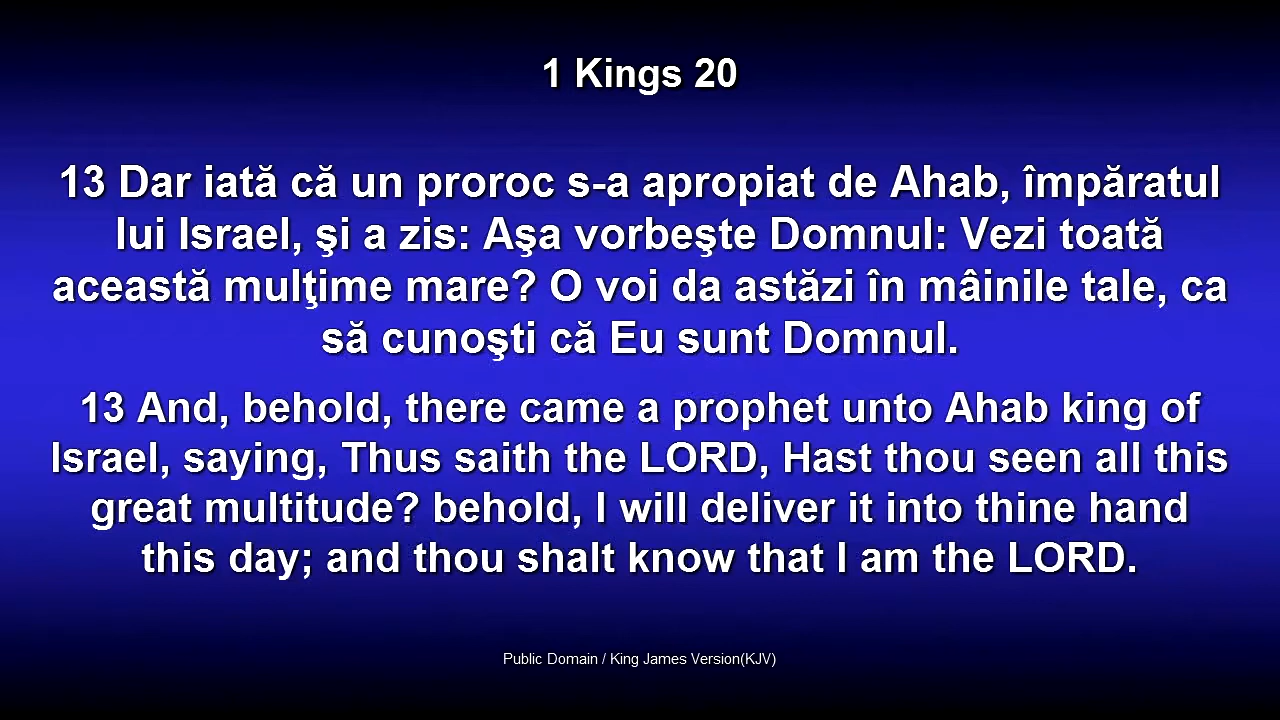 1 Kings 20
13 Dar iată că un proroc s-a apropiat de Ahab, împăratul
lui Israel, şi a zis: Aşa vorbeşte Domnul: Vezi toată
această mulţime mare? O voi da astăzi în mâinile tale, ca
să cunoşti că Eu sunt Domnul.
13 And, behold, there came a prophet unto Ahab king of
Israel, saying, Thus saith the LORD, Hast thou seen all this
great multitude? behold, I will deliver it into thine hand
this day; and thou shalt know that I am the LORD.
Public Domain / King James Version(KJV)